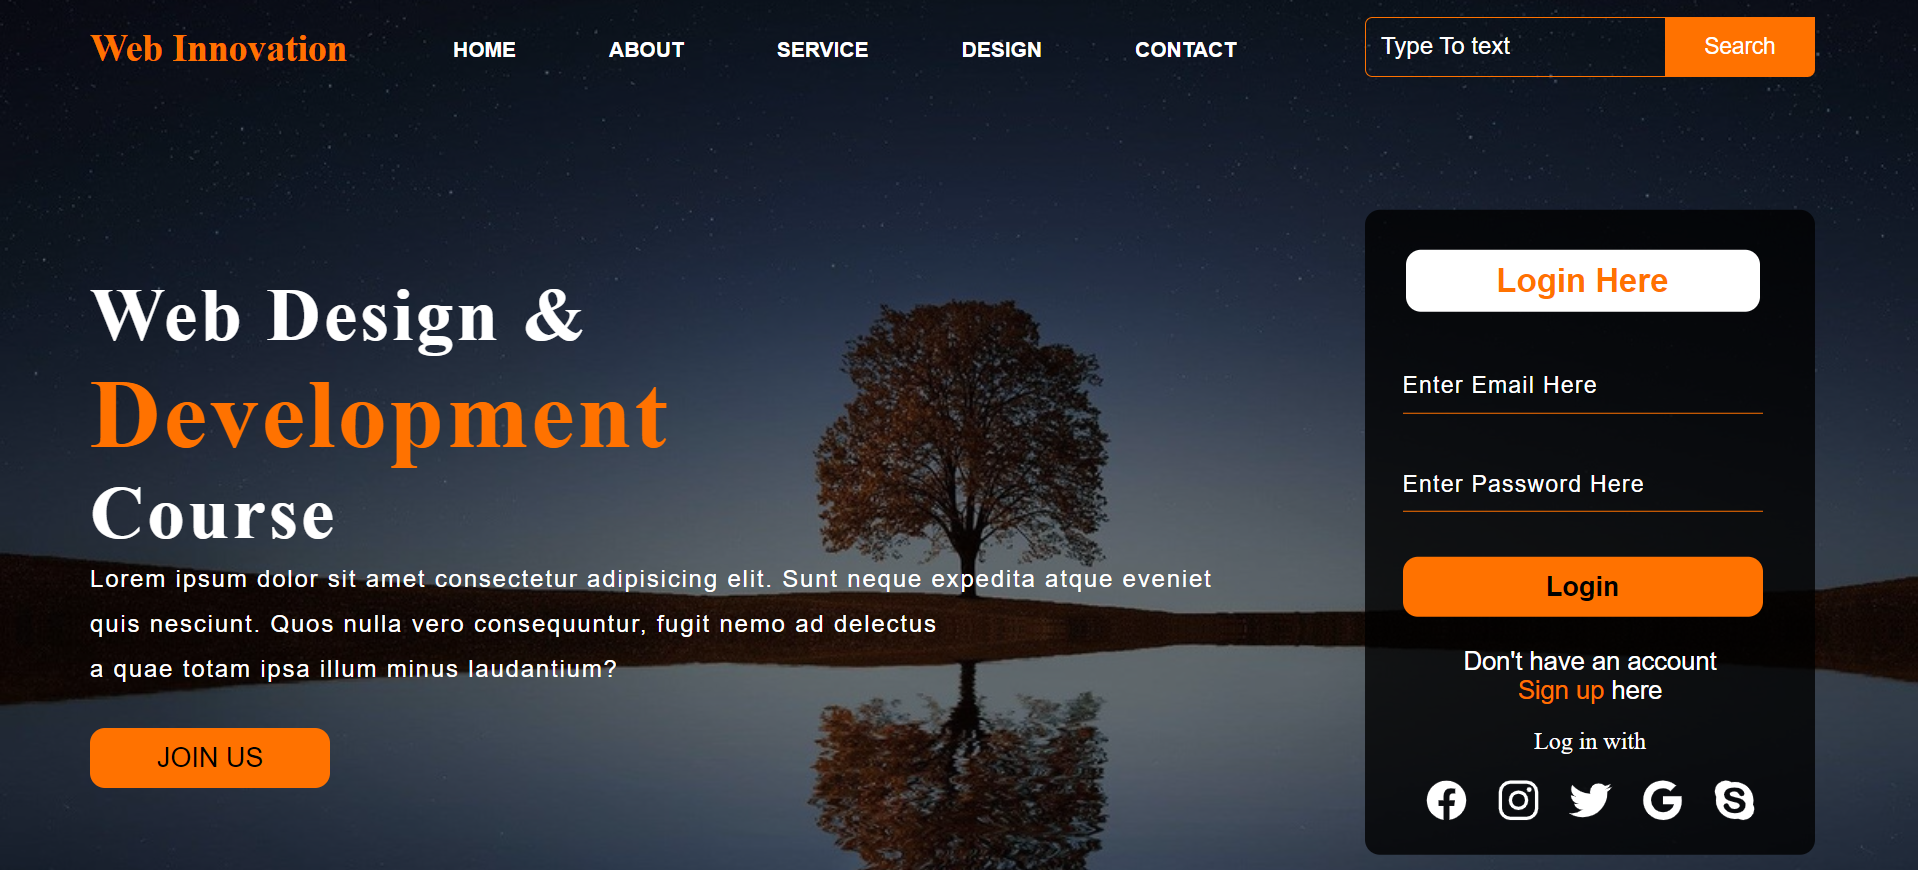 Web Innovation
HOME
ABOUT
SERVICE
DESIGN
CONTACT
Type To text
Search
Web Design &
Development
Course
Lorem ipsum dolor sit amet consectetur adipisicing elit. Sunt neque expedita atque eveniet
quis nesciunt. Quos nulla vero consequuntur, fugit nemo ad delectus
a quae totam ipsa illum minus laudantium?
JOIN US
Login Here
Enter Email Here
Enter Password Here
Login
Don't have an account
Sign up here
Log in with